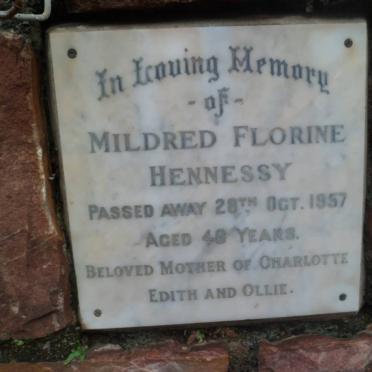 In Loving Memory
- of -
MILDRED FLORINE
HENNESSY
PASSED AWAY 28TH OCT. 1957
AGED 48 YEARS.
BELOVED MOTHER OF CHARLOTTE
EDITH AND OLLIE.